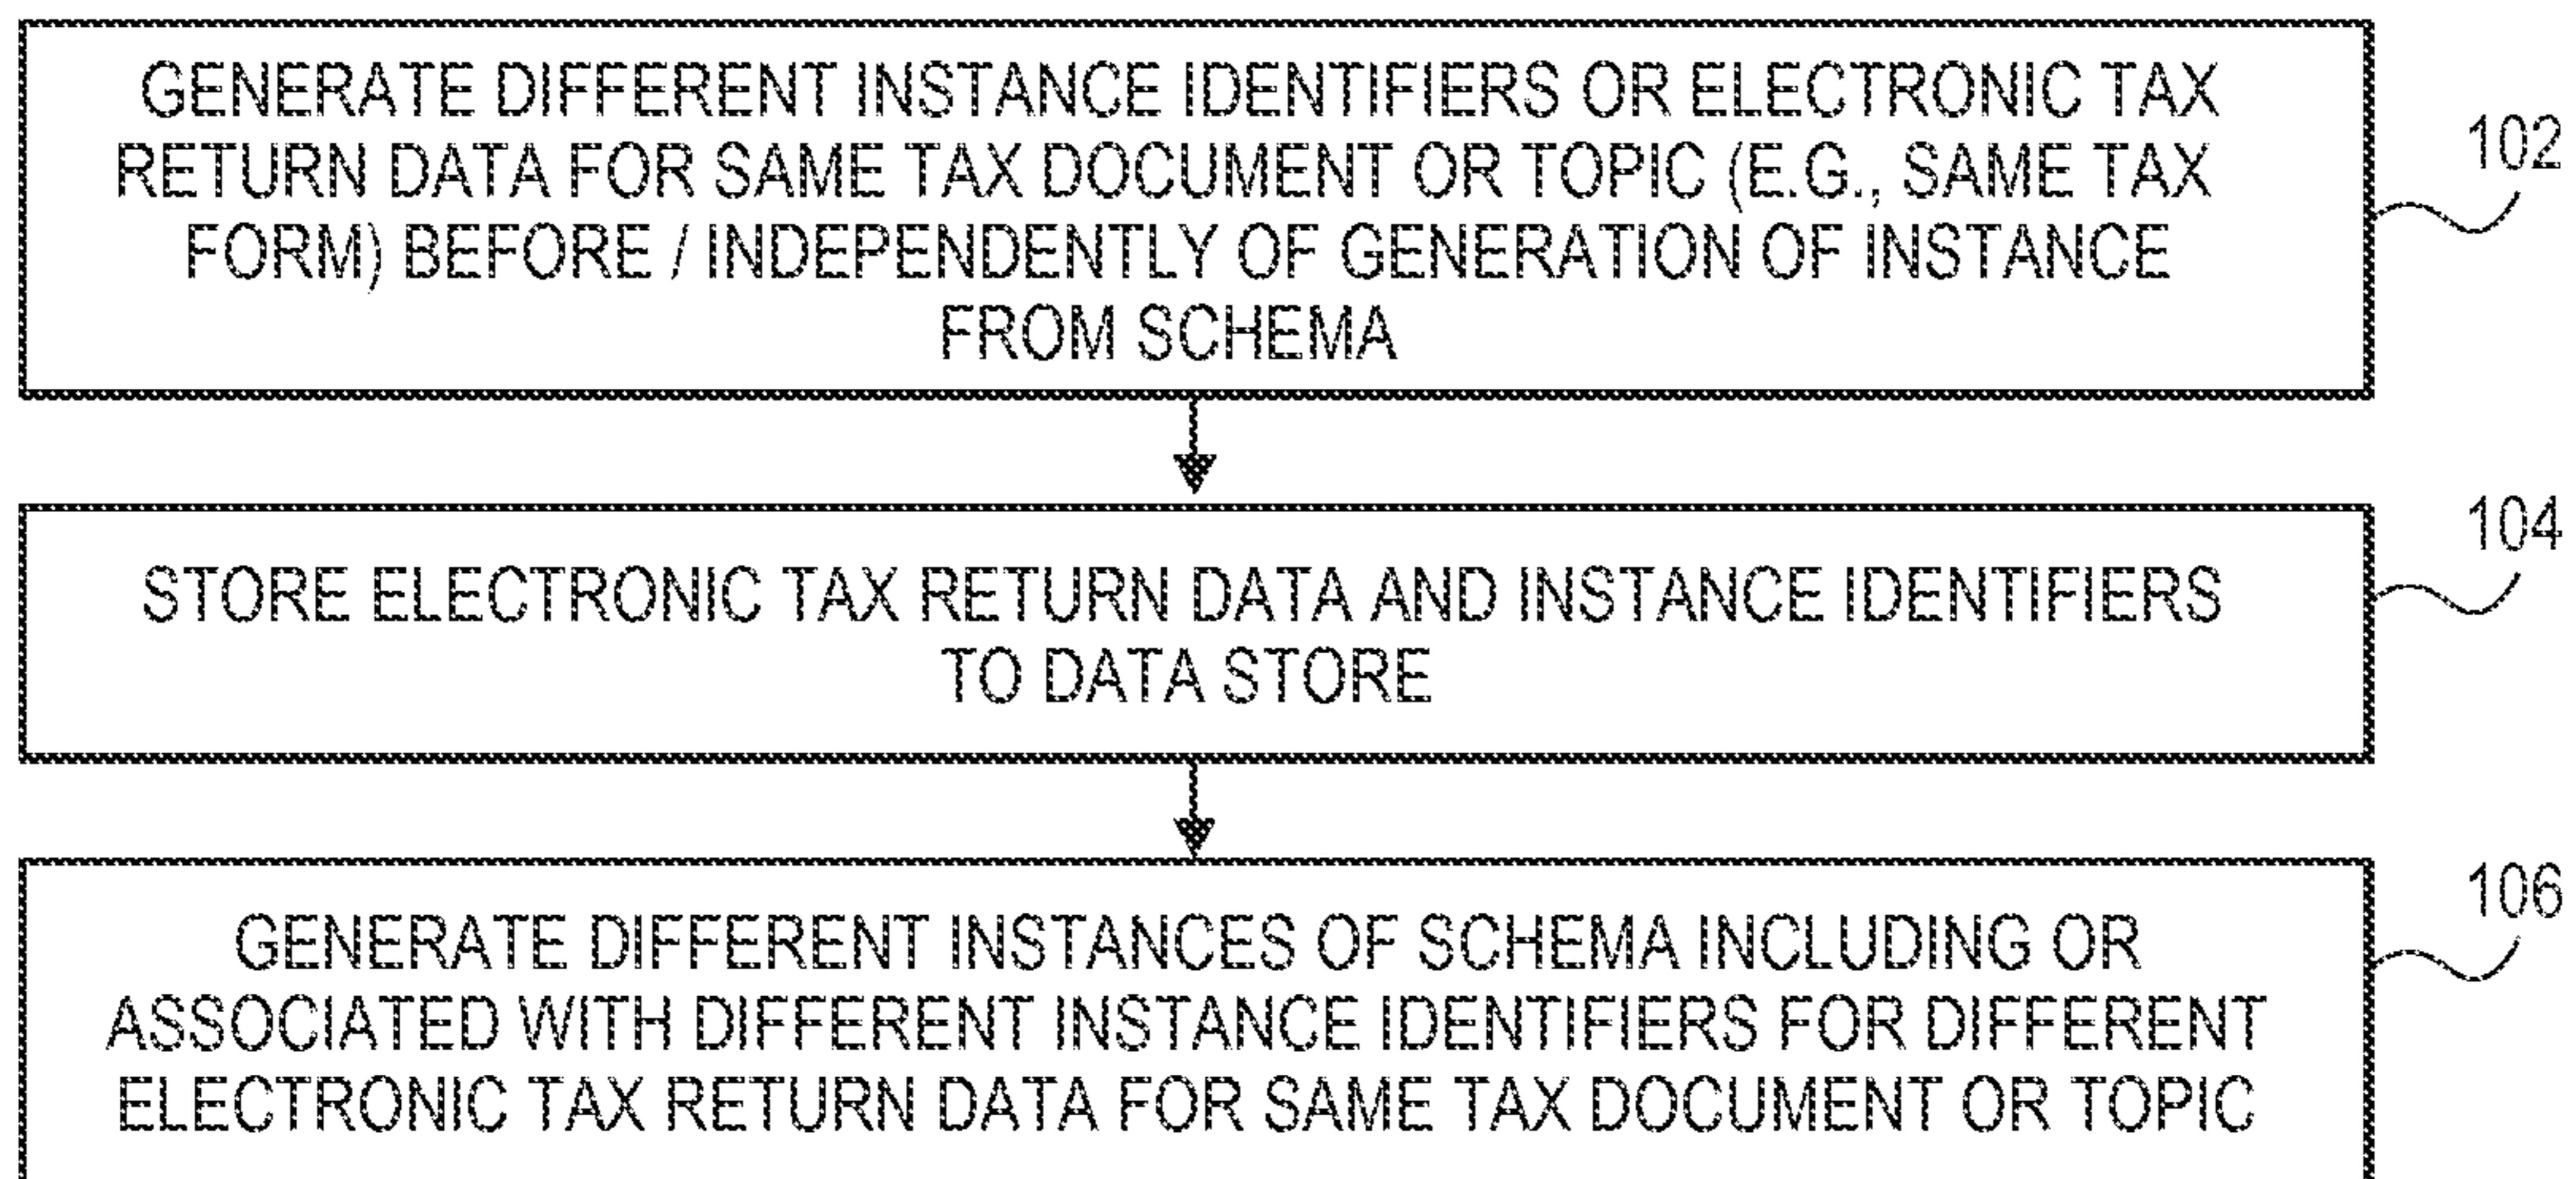 GENERATE DIFFERENT INSTANCE IDENTIFIERS OR ELECTRONIC TAX
RETURN DATA FOR SAME TAX DOCUMENT OR TOPIC (E.G., SAME TAX
FORM) BEFORE / INDEPENDENTLY OF GENERATION OF INSTANCE
FROM SCHEMA
102
STORE ELECTRONIC TAX RETURN DATA AND INSTANCE IDENTIFIERS
TO DATA STORE
104
GENERATE DIFFERENT INSTANCES OF SCHEMA INCLUDING OR
ASSOCIATED WITH DIFFERENT INSTANCE IDENTIFIERS FOR DIFFERENT
ELECTRONIC TAX RETURN DATA FOR SAME TAX DOCUMENT OR TOPIC
106